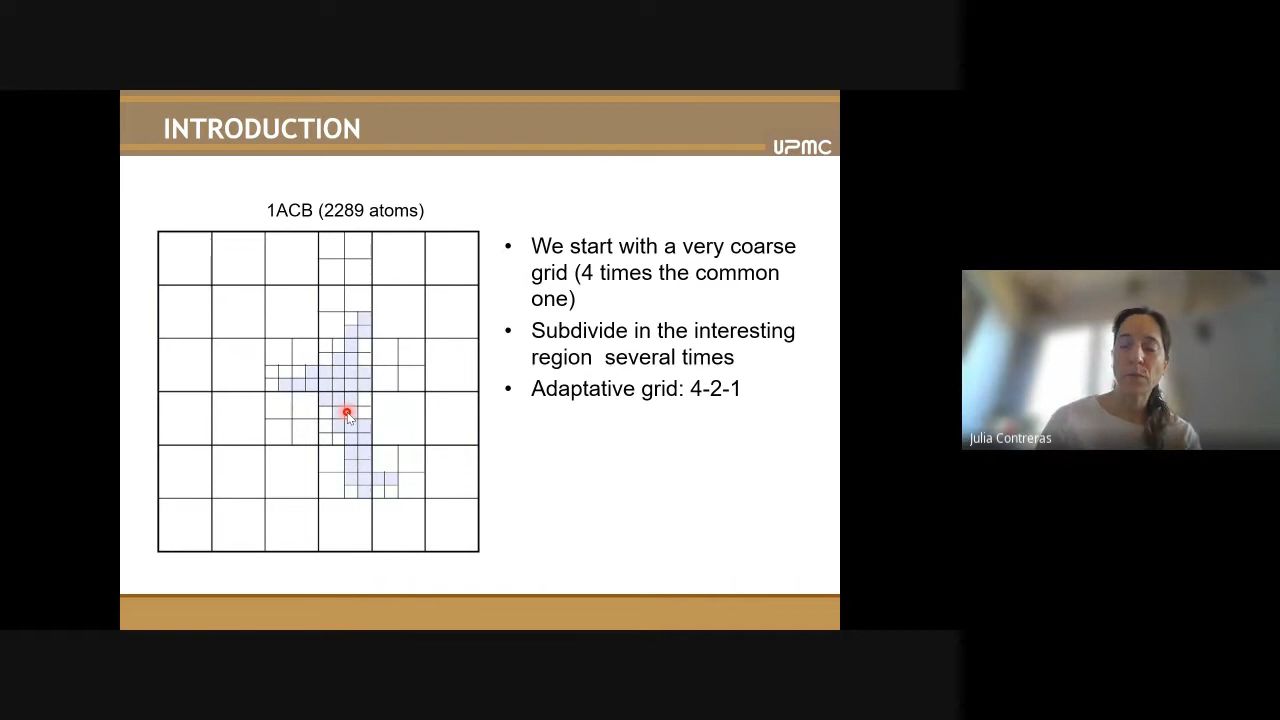 INTRODUCTION
UPMC
1ACB (2289 atoms)
• We start with a very coarse
grid (4 times the common
one)
• Subdivide in the interesting
region several times
• Adaptative grid: 4-2-1
Julia Contreras